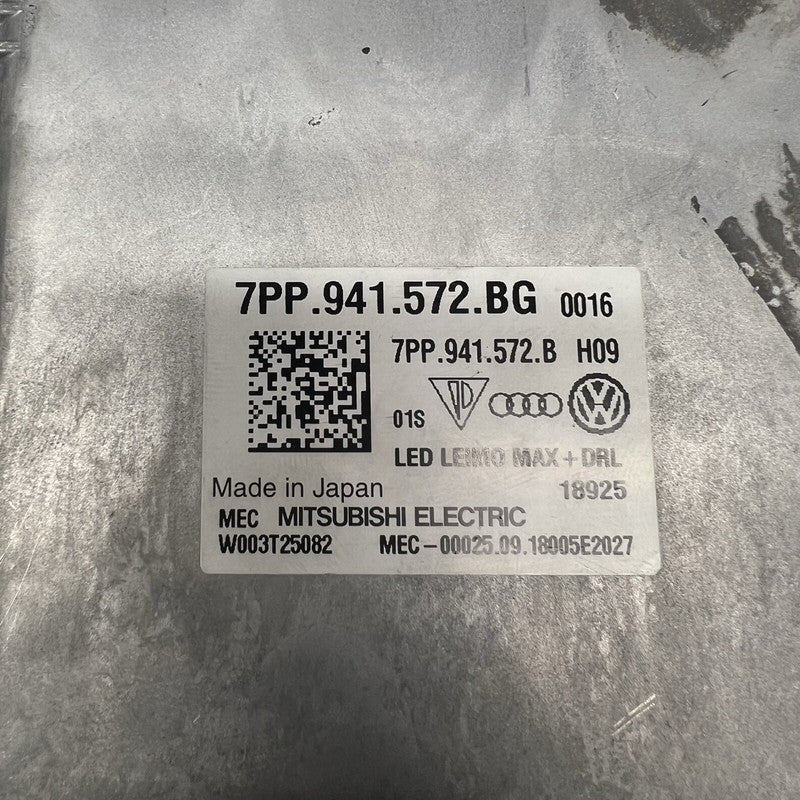 7PP.941.572.BG 0016
7PP.941.572.B H09
01S
LED LEIMO MAX + DRL
Made in Japan 18925
MEC MITSUBISHI ELECTRIC
W003T25082 MEC-00025.09.18005E2027